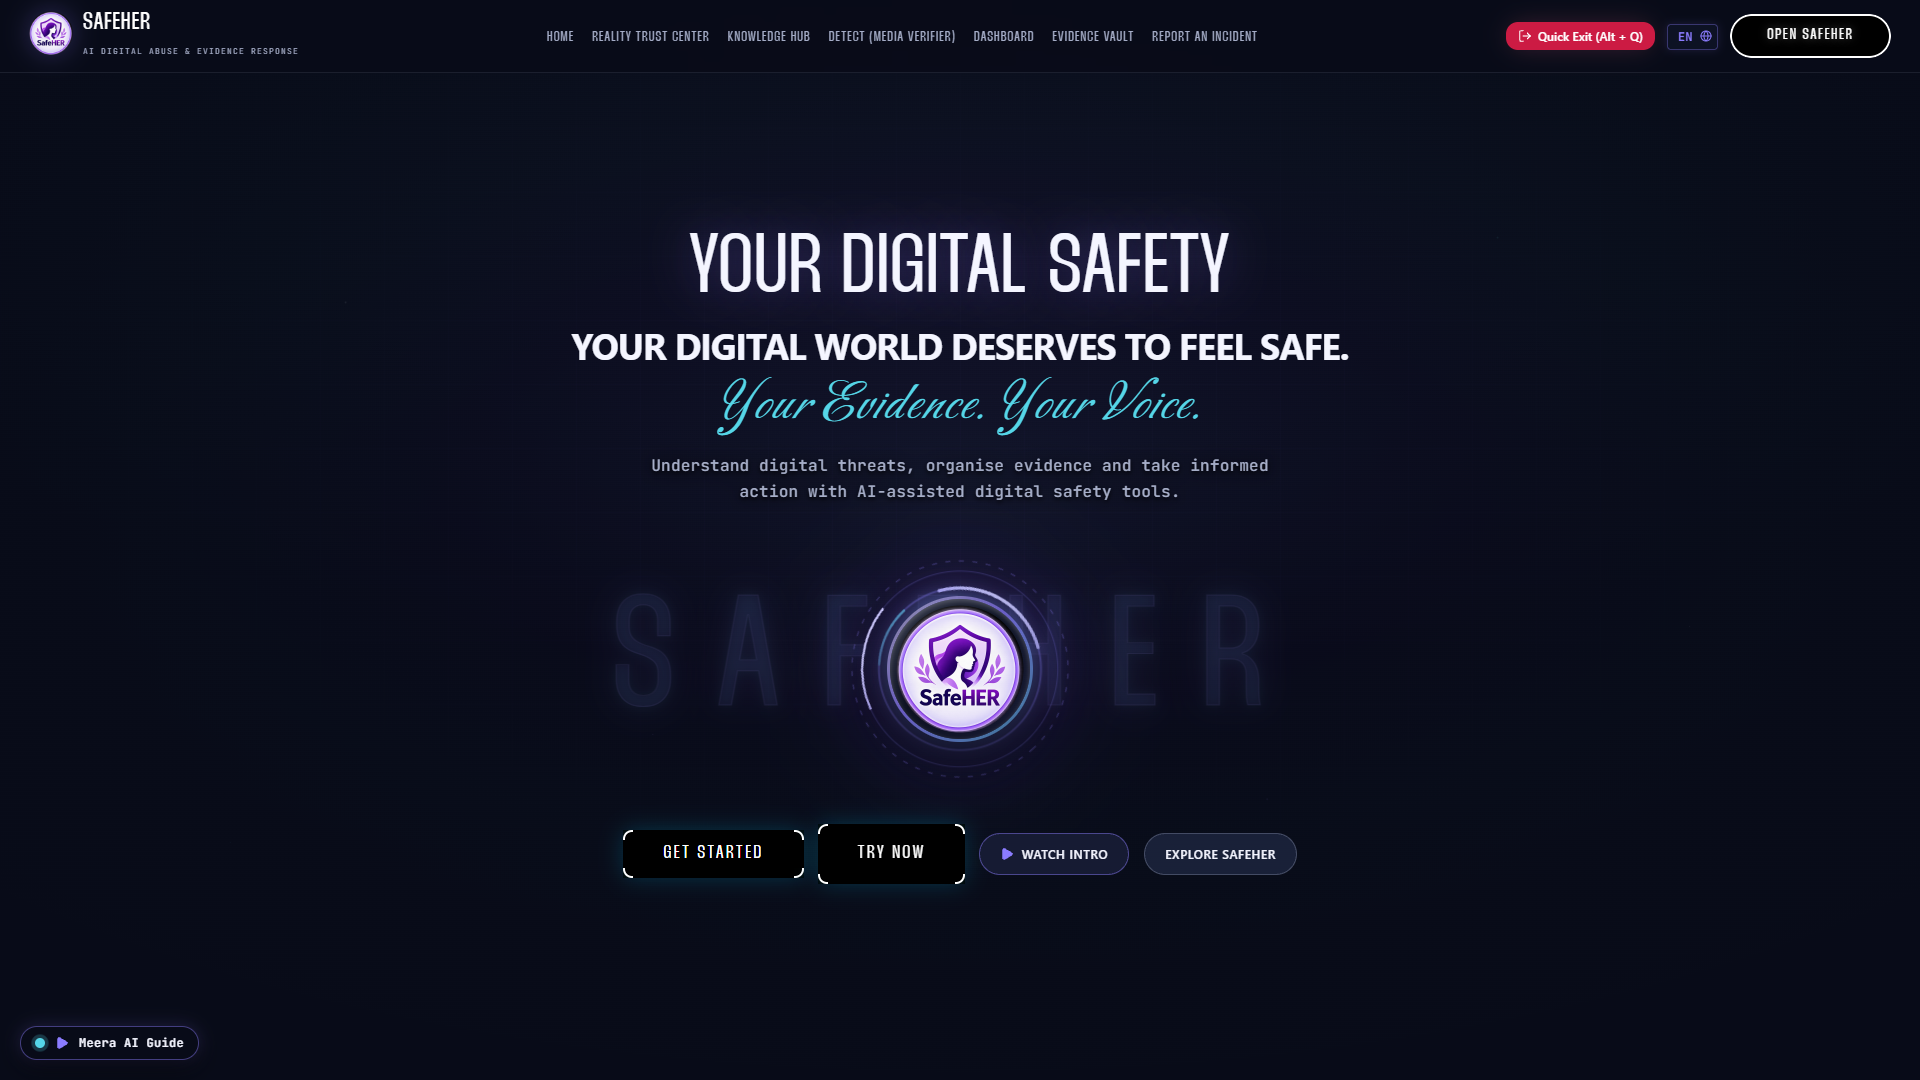 SAFEHER
AI DIGITAL ABUSE & EVIDENCE RESPONSE
HOME
REALITY TRUST CENTER
KNOWLEDGE HUB
DETECT (MEDIA VERIFIER)
DASHBOARD
EVIDENCE VAULT
REPORT AN INCIDENT
Quick Exit (Alt + Q)
EN
OPEN SAFEHER
YOUR DIGITAL SAFETY
YOUR DIGITAL WORLD DESERVES TO FEEL SAFE.
Your Evidence. Your Voice.
Understand digital threats, organise evidence and take informed
action with AI-assisted digital safety tools.
SAFEHER
SafeHER
GET STARTED
TRY NOW
WATCH INTRO
EXPLORE SAFEHER
Meera AI Guide